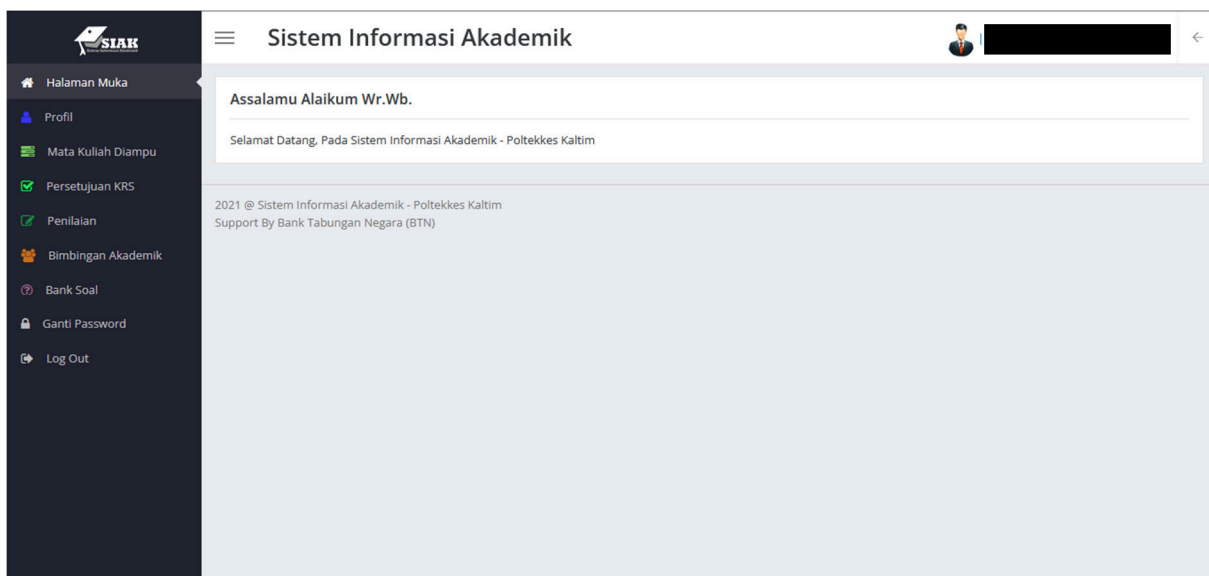 SIAK
Sistem Informasi Akademik
Halaman Muka
Profil
Mata Kuliah Diampu
Persetujuan KRS
Penilaian
Bimbingan Akademik
Bank Soal
Ganti Password
Log Out
Assalamu Alaikum Wr.Wb.
Selamat Datang, Pada Sistem Informasi Akademik - Poltekkes Kaltim
2021 @ Sistem Informasi Akademik - Poltekkes Kaltim
Support By Bank Tabungan Negara (BTN)